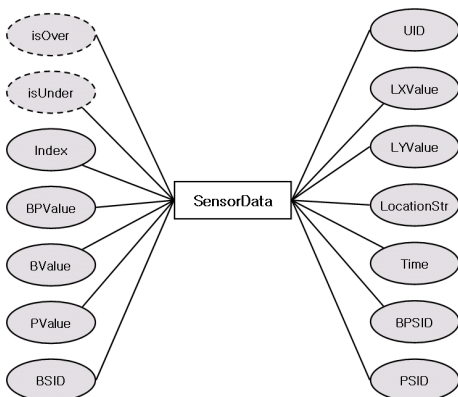 isOver
isUnder
Index
BPValue
BValue
PValue
BSID
SensorData
UID
LXValue
LYValue
LocationStr
Time
BPSID
PSID